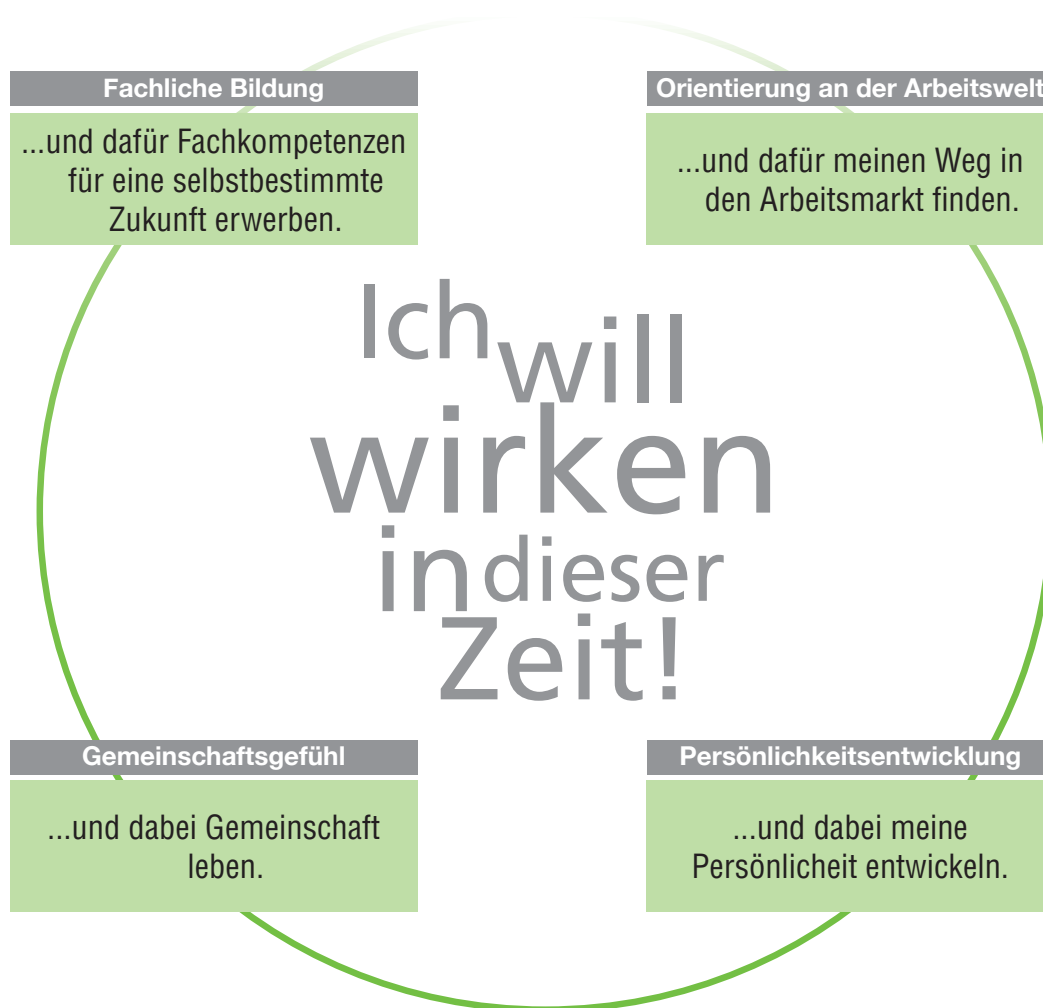 Fachliche Bildung
...und dafür Fachkompetenzen
für eine selbstbestimmte
Zukunft erwerben.
Orientierung an der Arbeitswelt
...und dafür meinen Weg in
den Arbeitsmarkt finden.
Ich
will
wirken
in dieser
Zeit!
Gemeinschaftsgefühl
...und dabei Gemeinschaft
leben.
Persönlichkeitsentwicklung
...und dabei meine
Persönlicheit entwickeln.